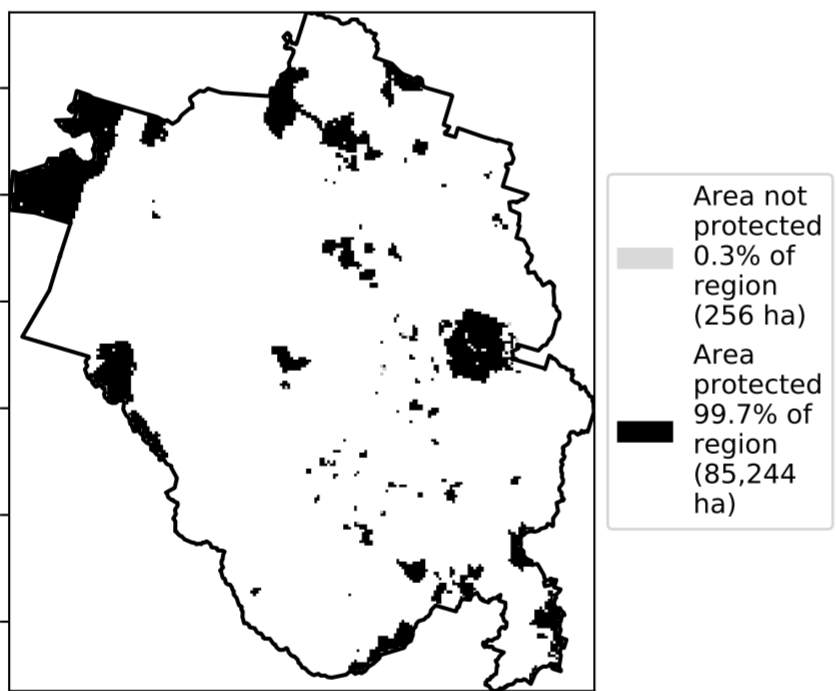 Area not
protected
0.3% of
region
(256 ha)
Area
protected
99.7% of
region
(85,244
ha)